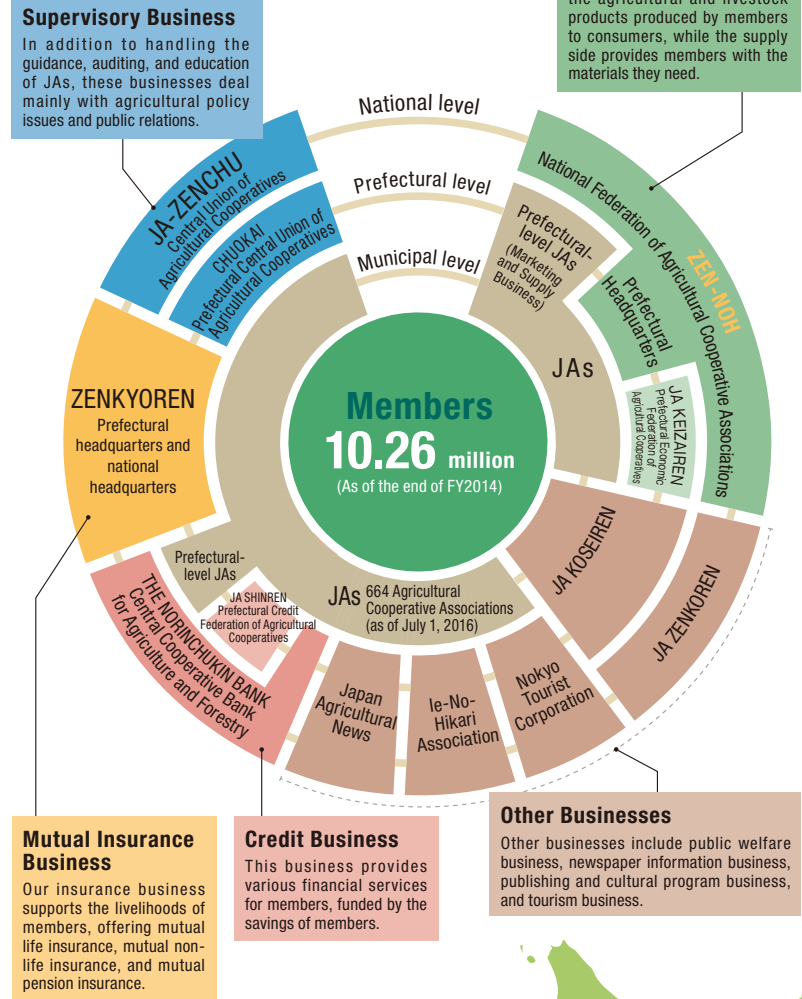 Supervisory Business
In addition to handling the
guidance, auditing, and education
of JAs, these businesses deal
mainly with agricultural policy
issues and public relations.
the agricultural and livestock
products produced by members
to consumers, while the supply
side provides members with the
materials they need.
National level
Prefectural level
Municipal level
JA-ZENCHU
Central Union of
Agricultural Cooperatives
CHUOKAI
Prefectural Central Union of
Agricultural Cooperatives
National Federation of Agricultural Cooperative Associations
ZEN-NOH
Prefectural-
level JAs
(Marketing
and Supply
Business)
Prefectural
Headquarters
JAs
JA KEIZAIREN
Prefectural Economic
Federation of
Agricultural Cooperatives
ZENKYOREN
Prefectural
headquarters and
national
headquarters
Members
10.26 million
(As of the end of FY2014)
JA KOSEIREN
JA ZENKOREN
Prefectural-
level JAs
JA SHINREN
Prefectural Credit
Federation of Agricultural
Cooperatives
THE NORINCHUKIN BANK
Central Cooperative Bank
for Agriculture and Forestry
JAs 664 Agricultural
Cooperative Associations
(as of July 1, 2016)
Japan
Agricultural
News
Ie-No-
Hikari
Association
Nokyo
Tourist
Corporation
Mutual Insurance
Business
Our insurance business
supports the livelihoods of
members, offering mutual
life insurance, mutual non-
life insurance, and mutual
pension insurance.
Credit Business
This business provides
various financial services
for members, funded by the
savings of members.
Other Businesses
Other businesses include public welfare
business, newspaper information business,
publishing and cultural program business,
and tourism business.